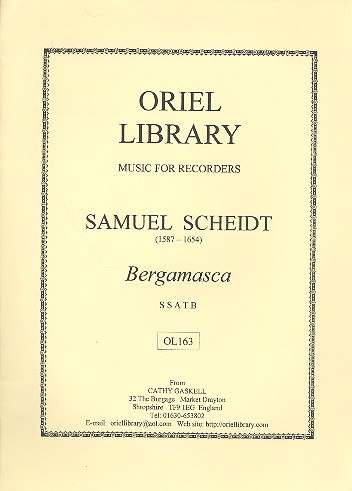 ORIEL
LIBRARY
MUSIC FOR RECORDERS
SAMUEL SCHEIDT
(1587 – 1654)
Bergamasca
S S A T B
OL163
From
CATHY GASKELL
32 The Burgage Market Drayton
Shropshire TF9 1EG England
Tel: 01630-653802
E-mail: oriellibrary@aol.com Web site: http://oriellibrary.com